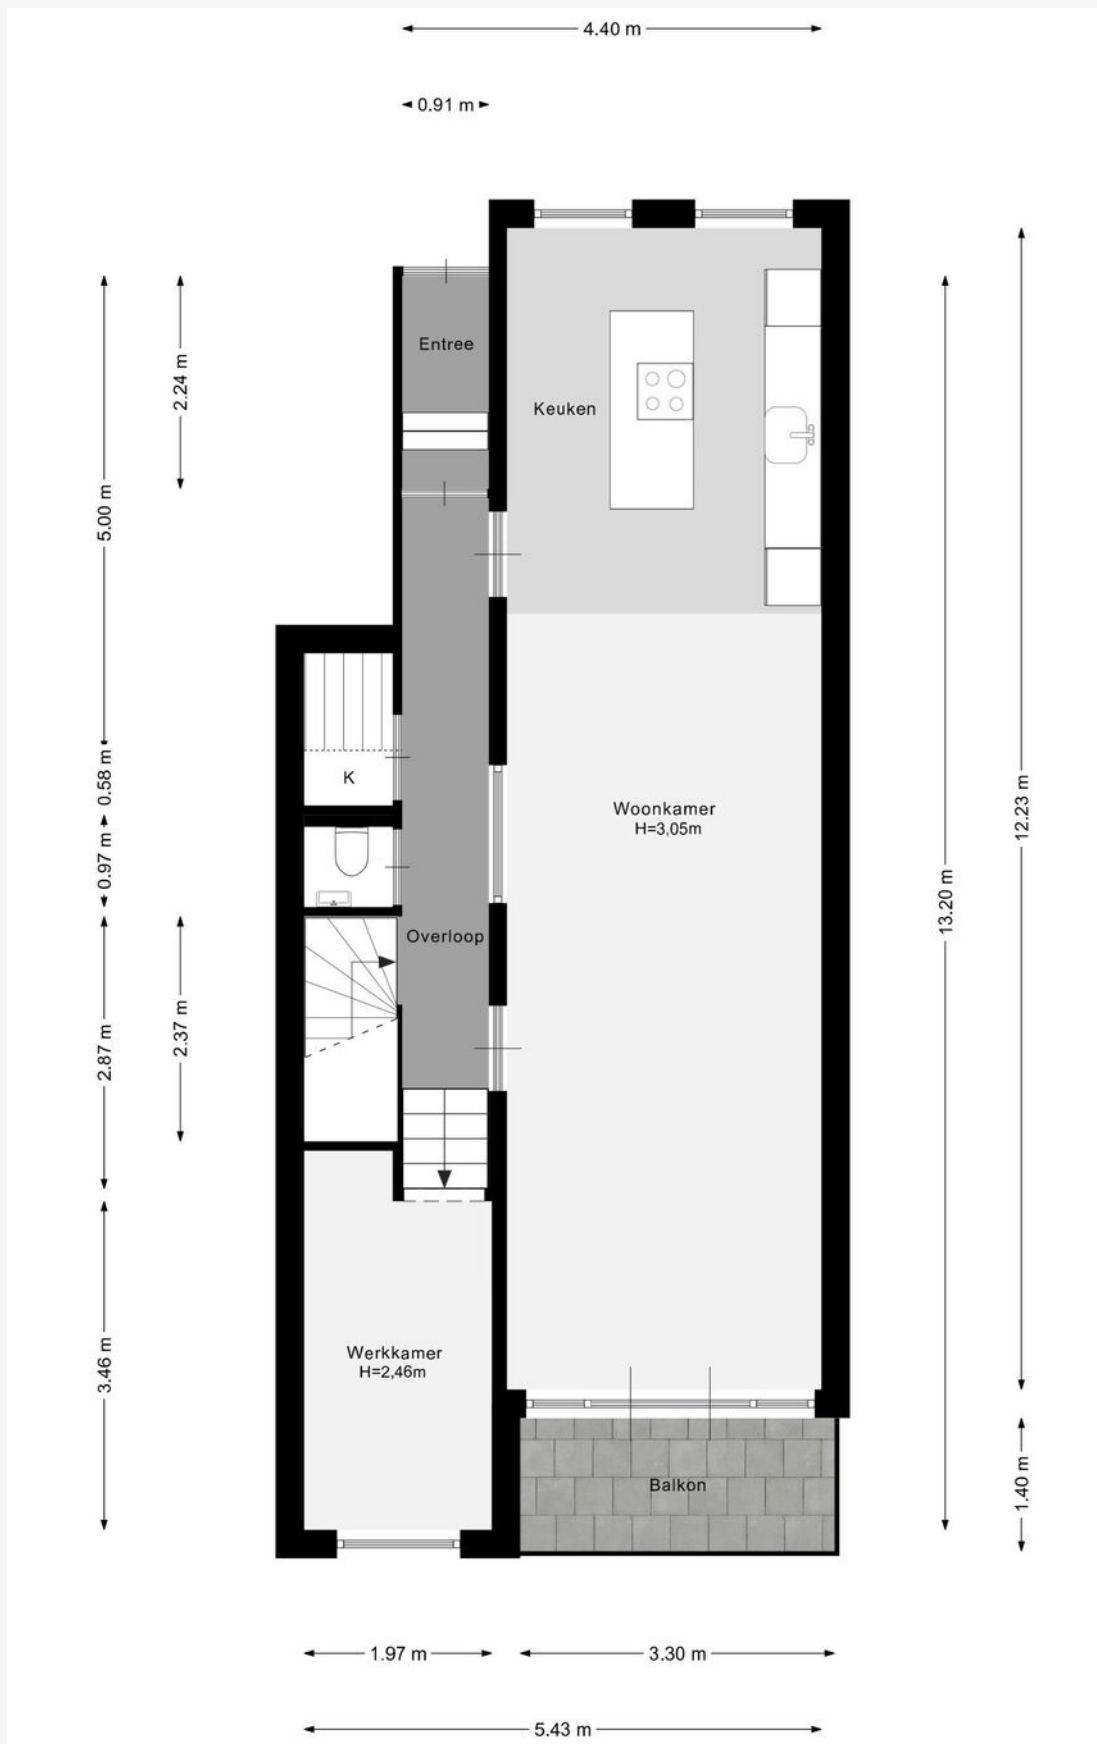 4.40 m
0.91 m
Entree
2.24 m
Keuken
5.00 m
K
0.58 m
Woonkamer
H=3,05m
12.23 m
0.97 m
13.20 m
Overloop
2.37 m
2.87 m
Werkkamer
H=2,46m
3.46 m
Balkon
1.40 m
1.97 m
3.30 m
5.43 m